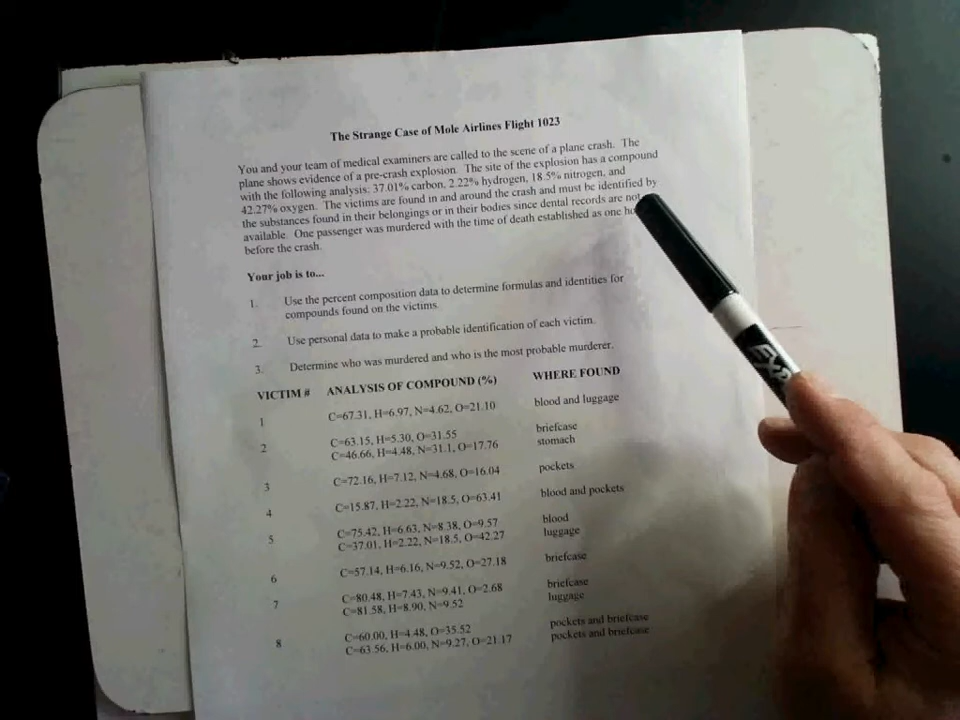 The Strange Case of Mole Airlines Flight 1023
You and your team of medical examiners are called to the scene of a plane crash. The
plane shows evidence of a pre-crash explosion. The site of the explosion has a compound
with the following analysis: 37.01% carbon, 2.22% hydrogen, 18.5% nitrogen, and
42.27% oxygen. The victims are found in and around the crash and must be identified by
the substances found in their belongings or in their bodies since dental records are not
available. One passenger was murdered with the time of death established as one
before the crash.
Your job is to...
1. Use the percent composition data to determine formulas and identities for
compounds found on the victims.
2. Use personal data to make a probable identification of each victim.
3. Determine who was murdered and who is the most probable murderer.
VICTIM # ANALYSIS OF COMPOUND (%) WHERE FOUND
1 C=67.31, H=6.97, N=4.62, O=21.10 blood and luggage
2 C=63.15, H=5.30, O=31.55 briefcase
C=46.66, H=4.48, N=31.1, O=17.76 stomach
3 C=72.16, H=7.12, N=4.68, O=16.04 pockets
4 C=15.87, H=2.22, N=18.5, O=63.41 blood and pockets
5 C=75.42, H=6.63, N=8.38, O=9.57 blood
C=37.01, H=2.22, N=18.5, O=42.27 luggage
6 C=57.14, H=6.16, N=9.52, O=27.18 briefcase
7 C=80.48, H=7.43, N=9.41, O=2.68 briefcase
C=81.58, H=8.90, N=9.52 luggage
8 C=60.00, H=4.48, O=35.52 pockets and briefcase
C=63.56, H=6.00, N=9.27, O=21.17 pockets and briefcase